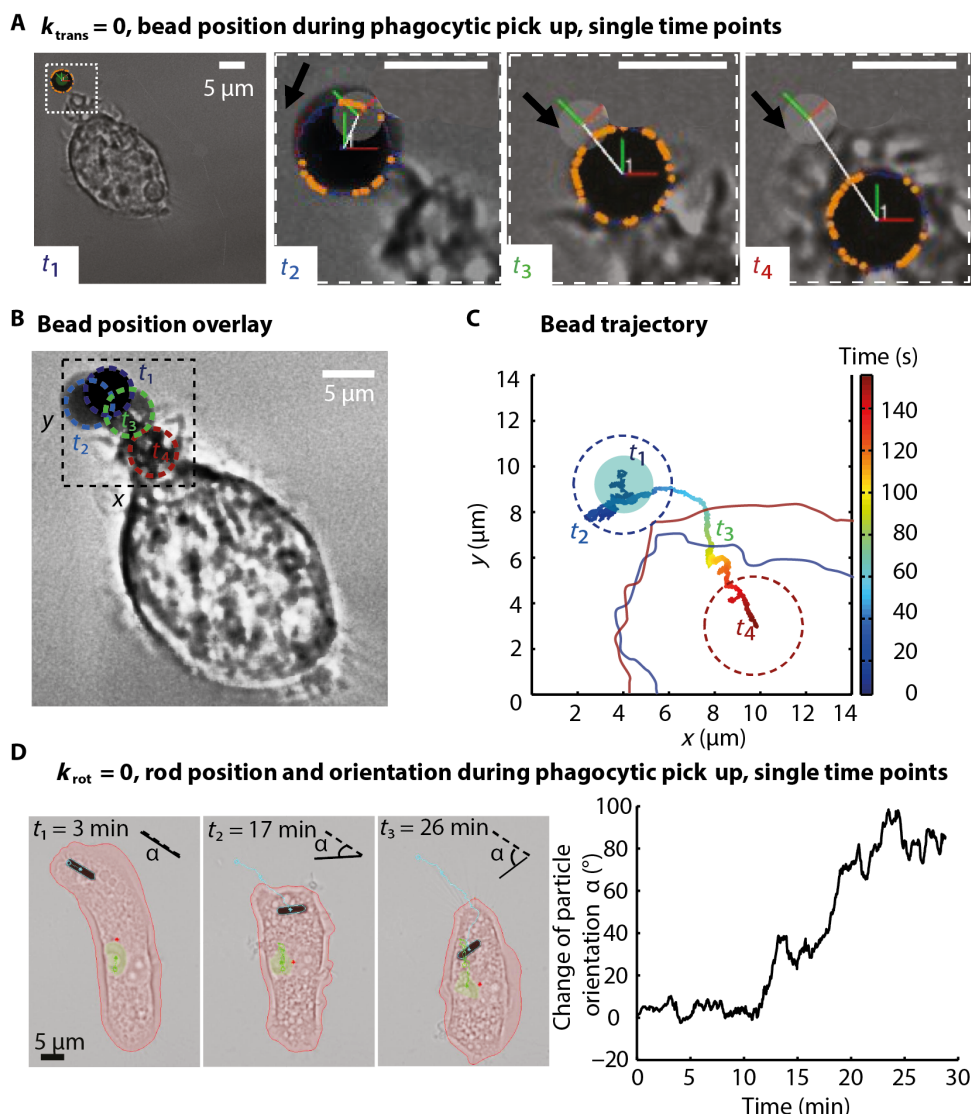 A k_trans = 0, bead position during phagocytic pick up, single time points
5 µm
1
1
1
t1
t2
t3
t4
B Bead position overlay
5 µm
t1
t2
t3
t4
y
x
C Bead trajectory
Time (s)
14
12
10
8
6
4
2
0
y (µm)
2
4
6
8
10
12
14
x (µm)
t1
t2
t3
t4
140
120
100
80
60
40
20
0
D
k_rot = 0, rod position and orientation during phagocytic pick up, single time points
t1 = 3 min
α
5 µm
t2 = 17 min
α
t3 = 26 min
α
Change of particle
orientation α (°)
100
80
60
40
20
0
−20
0
5
10
15
20
25
30
Time (min)